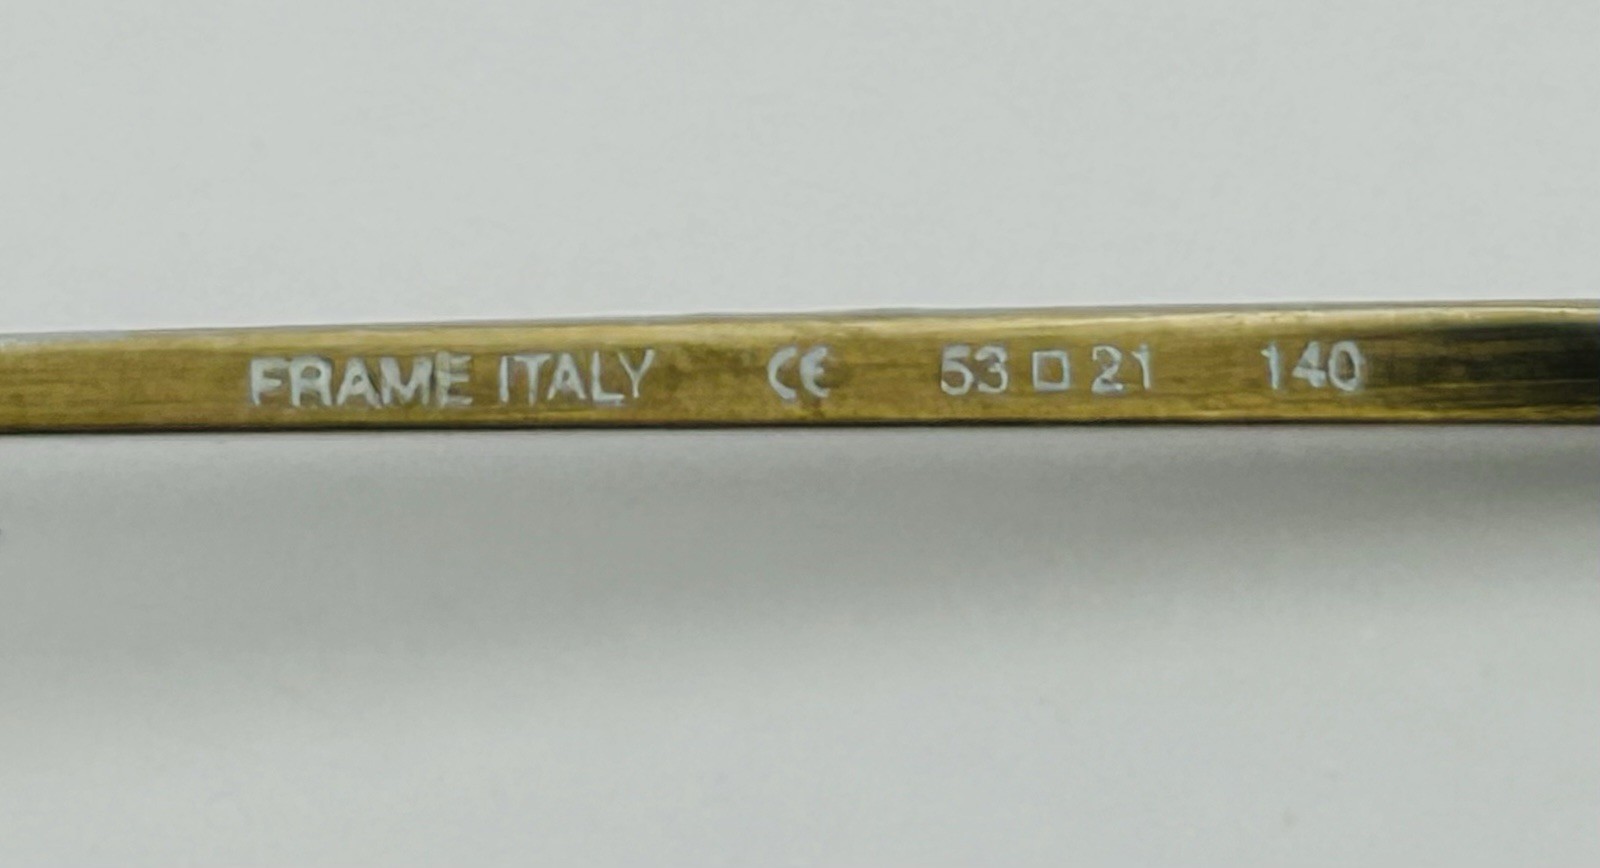 FRAME ITALY CE 53 □ 21 140